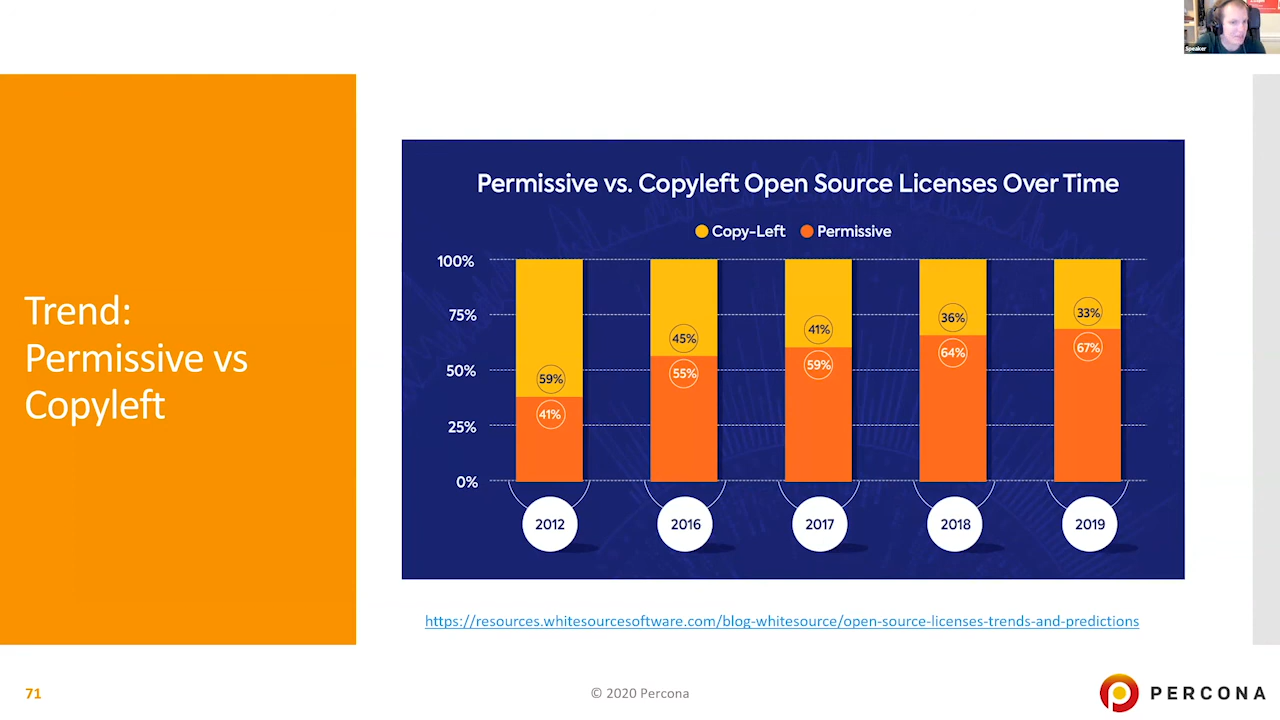 Speaker
Trend:
Permissive vs
Copyleft
Permissive vs. Copyleft Open Source Licenses Over Time
Copy-Left Permissive
100%
75%
50%
25%
0%
59%
41%
45%
55%
41%
59%
36%
64%
33%
67%
2012 2016 2017 2018 2019
https://resources.whitesourcesoftware.com/blog-whitesource/open-source-licenses-trends-and-predictions
71
© 2020 Percona
PERCONA